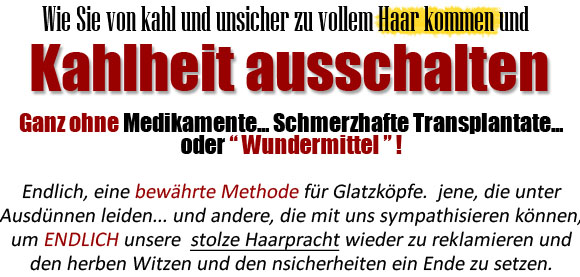 Wie Sie von kahl und unsicher zu vollem Haar kommen und
Kahlheit ausschalten
Ganz ohne Medikamente... Schmerzhafte Transplantate...
oder “ Wundermittel ” !
Endlich, eine bewährte Methode für Glatzköpfe. jene, die unter
Ausdünnen leiden... und andere, die mit uns sympathisieren können,
um ENDLICH unsere stolze Haarpracht wieder zu reklamieren und
den herben Witzen und den nsicherheiten ein Ende zu setzen.